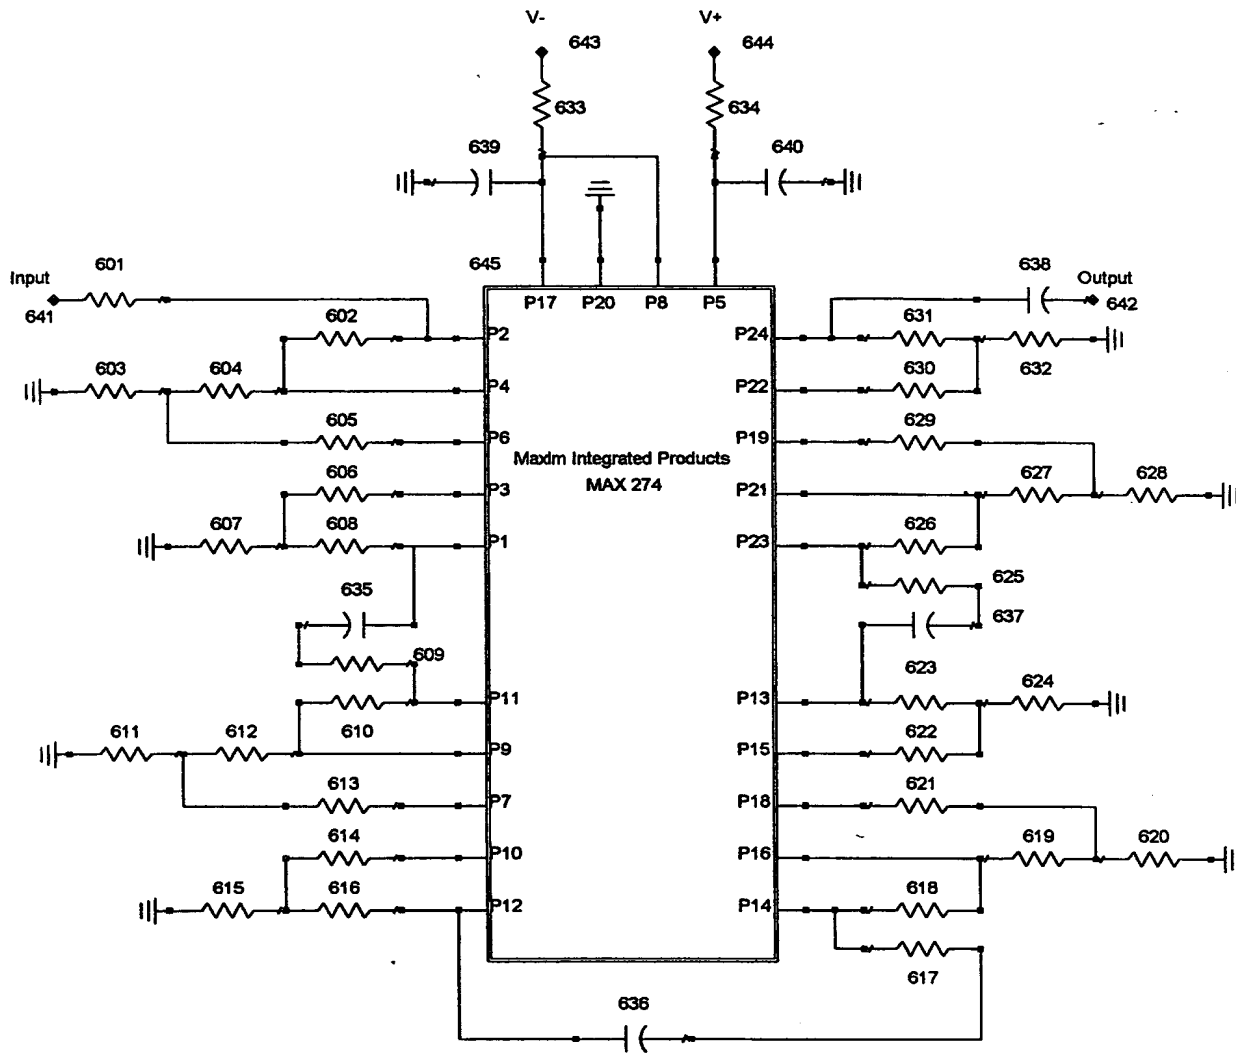 V- V+
643 644
633 634
639 640
Input 601 645 638 Output
P17 P20 P8 P5
641 642
602 P2 P24 631
603 604 P4 P22 630 632
605 P6 P19 629
Maxim Integrated Products
MAX 274
606 P3 P21 627 628
607 608 P1 P23 626
635 625
637
609
P11 P13 623 624
611 612 610 P9 P15 622
613 P7 P18 621
614 P10 P16 619 620
615 616 P12 P14 618
617
636